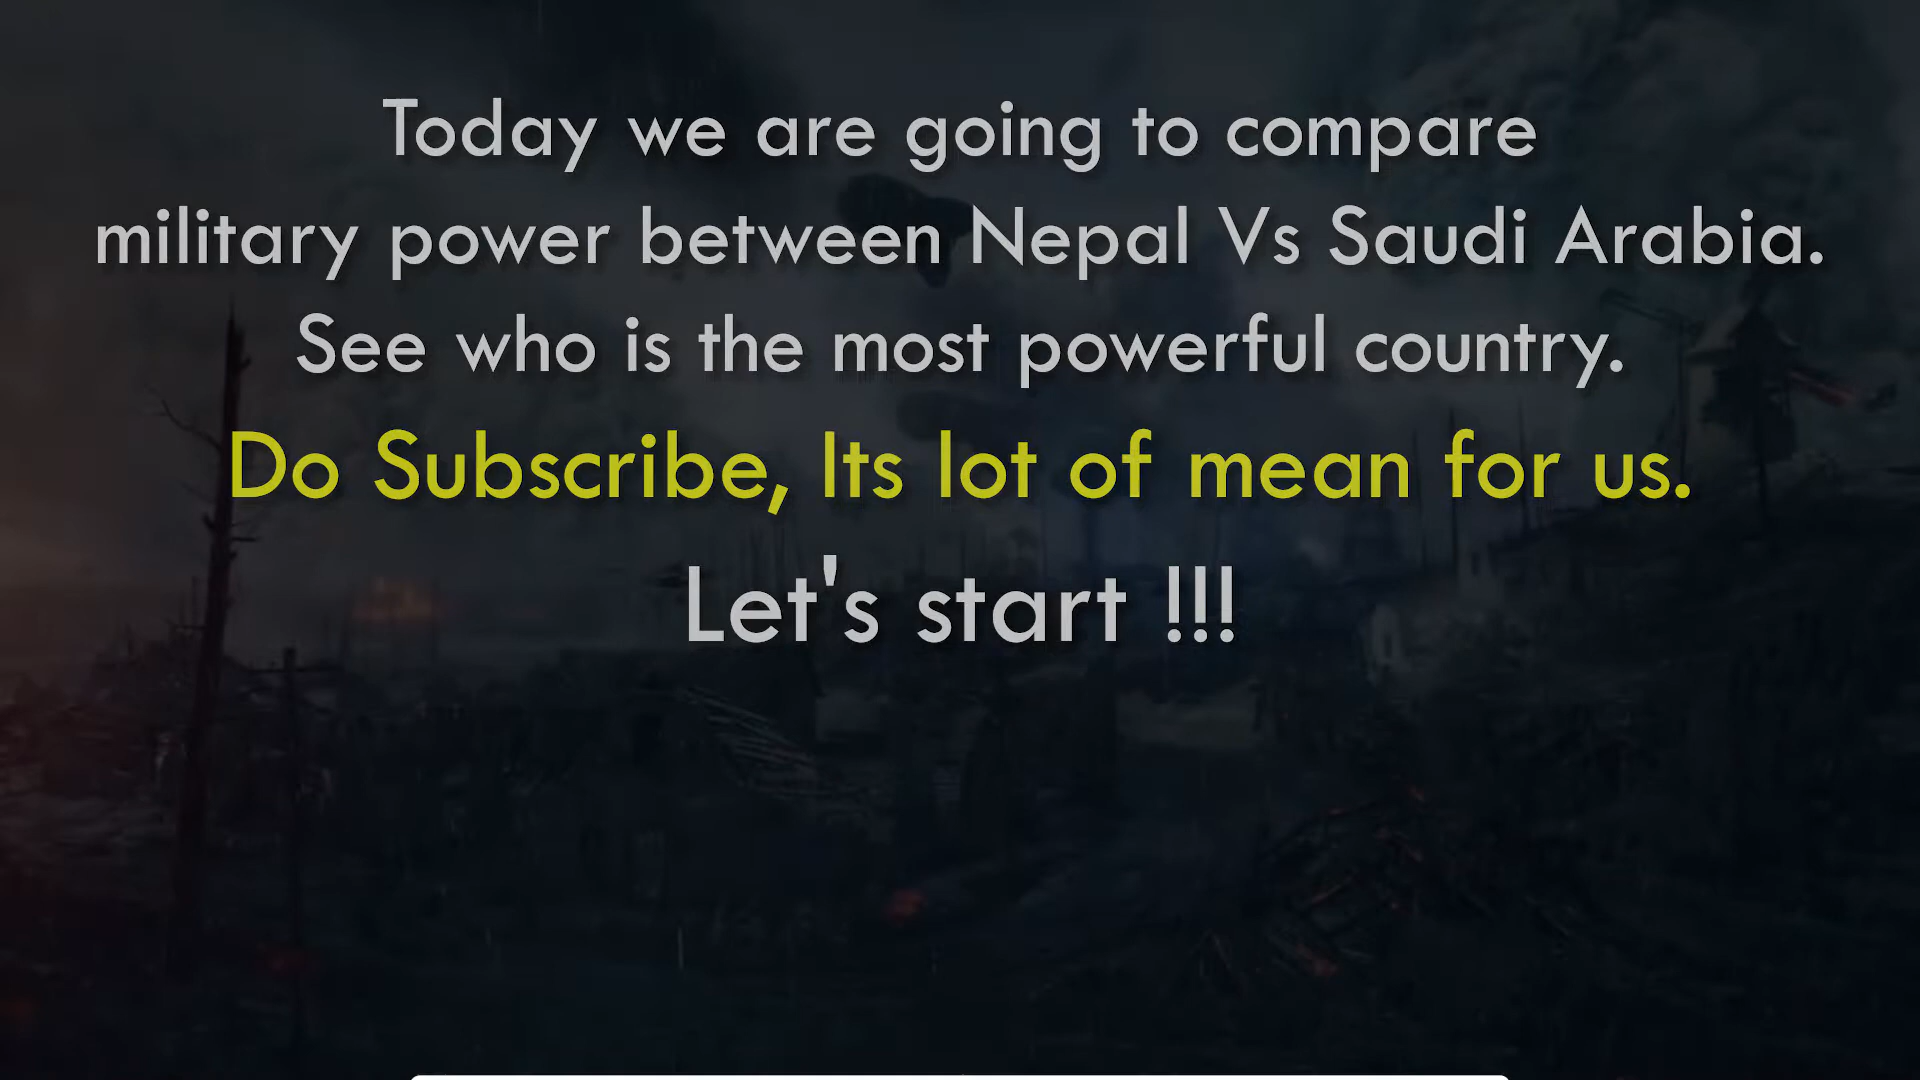 Today we are going to compare
military power between Nepal Vs Saudi Arabia.
See who is the most powerful country.
Do Subscribe, Its lot of mean for us.
Let's start !!!